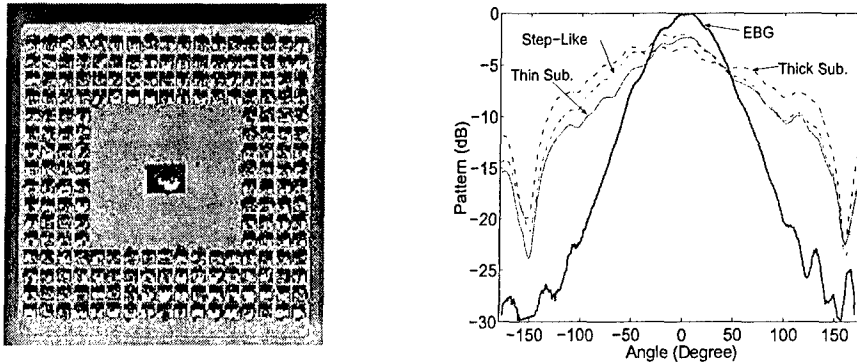 0
-5
-10
-15
-20
-25
-30
Pattern (dB)
EBG
Step-Like
Thick Sub.
Thin Sub.
-150
-100
-50
0
50
100
150
Angle (Degree)